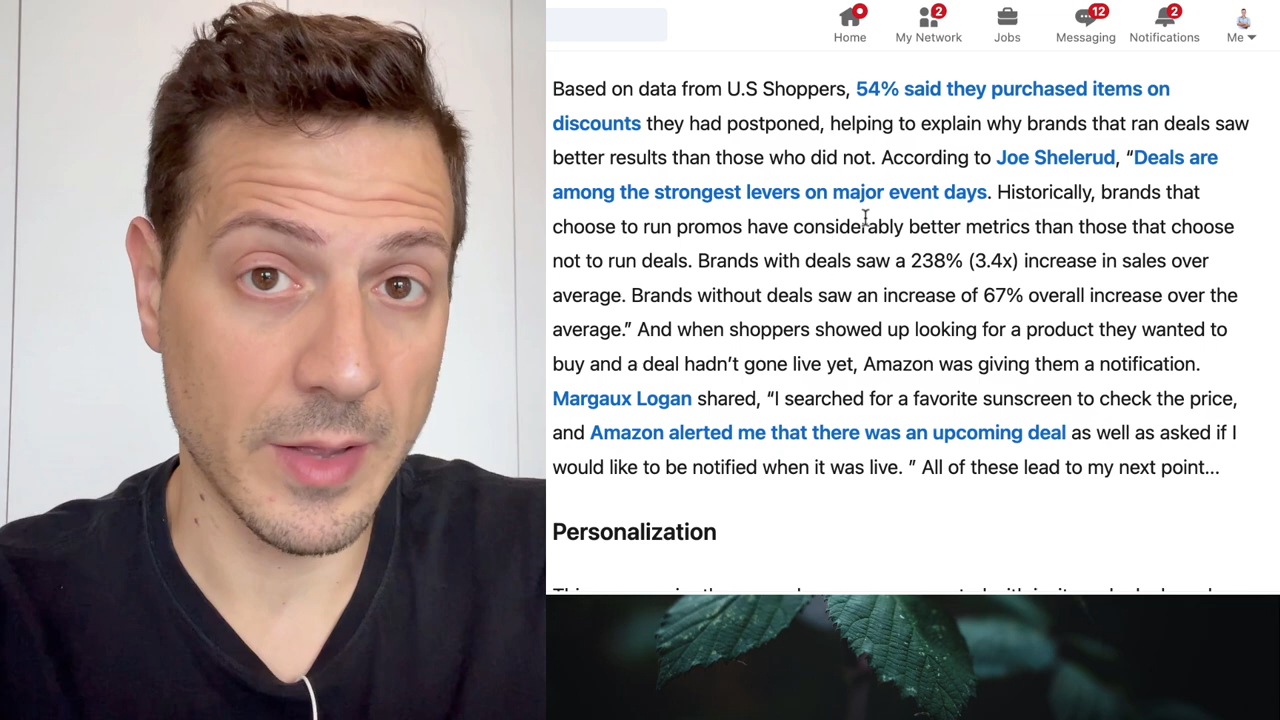 2
12
2
Home
My Network
Jobs
Messaging
Notifications
Me
Based on data from U.S Shoppers, 54% said they purchased items on
discounts they had postponed, helping to explain why brands that ran deals saw
better results than those who did not. According to Joe Shelerud, “Deals are
among the strongest levers on major event days. Historically, brands that
choose to run promos have considerably better metrics than those that choose
not to run deals. Brands with deals saw a 238% (3.4x) increase in sales over
average. Brands without deals saw an increase of 67% overall increase over the
average.” And when shoppers showed up looking for a product they wanted to
buy and a deal hadn’t gone live yet, Amazon was giving them a notification.
Margaux Logan shared, “I searched for a favorite sunscreen to check the price,
and Amazon alerted me that there was an upcoming deal as well as asked if I
would like to be notified when it was live. ” All of these lead to my next point...
Personalization